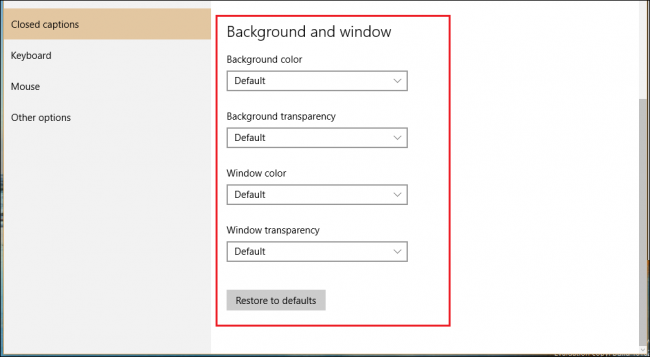 Closed captions
Keyboard
Mouse
Other options
Background and window
Background color
Default
Background transparency
Default
Window color
Default
Window transparency
Default
Restore to defaults